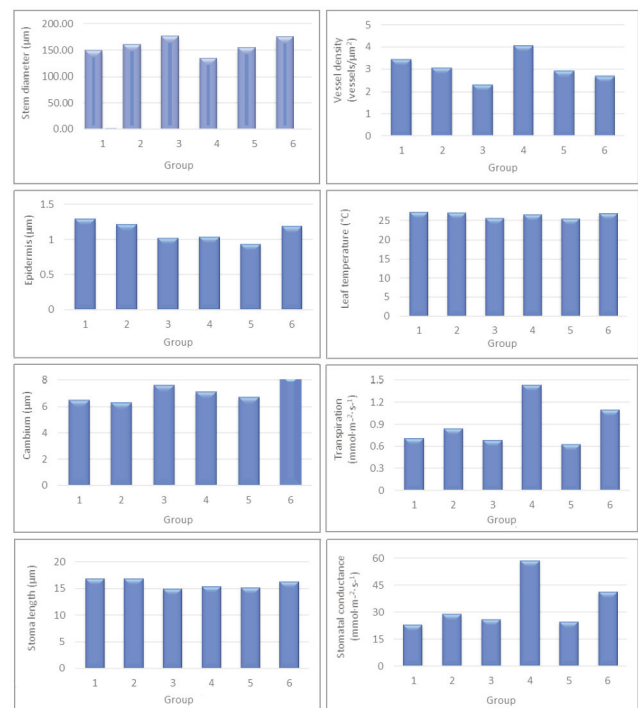 Stem diameter (µm)
200.00
150.00
100.00
50.00
0.00
1 2 3 4 5 6
Group
Vessel density
(vessels/µm²)
5
4
3
2
1
0
1 2 3 4 5 6
Group
Epidermis (µm)
1.5
1
0.5
0
1 2 3 4 5 6
Group
Leaf temperature (°C)
25
20
15
10
5
0
1 2 3 4 5 6
Group
Cambium (µm)
8
6
4
2
0
1 2 3 4 5 6
Group
Transpiration
(mmol·m⁻²·s⁻¹)
1.5
1.2
0.9
0.6
0.3
0
1 2 3 4 5 6
Group
Stoma length (µm)
20
15
10
5
0
1 2 3 4 5 6
Group
Stomatal conductance
(mmol·m⁻²·s⁻¹)
60
45
30
15
0
1 2 3 4 5 6
Group